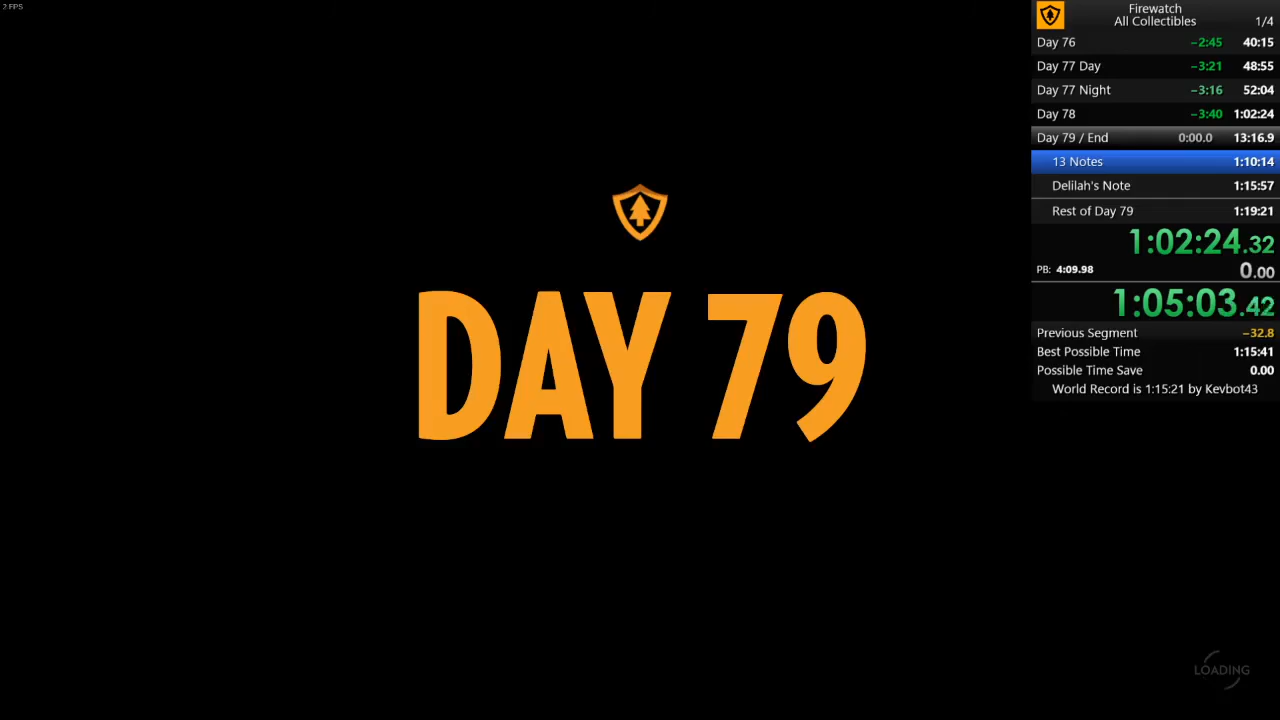 2 FPS
DAY 79
LOADING
Firewatch
All Collectibles 1/4
Day 76 −2:45 40:15
Day 77 Day −3:21 48:55
Day 77 Night −3:16 52:04
Day 78 −3:40 1:02:24
Day 79 / End 0:00.0 13:16.9
13 Notes 1:10:14
Delilah's Note 1:15:57
Rest of Day 79 1:19:21
1:02:24.32
PB: 4:09.98 0.00
1:05:03.42
Previous Segment −32.8
Best Possible Time 1:15:41
Possible Time Save 0.00
World Record is 1:15:21 by Kevbot43